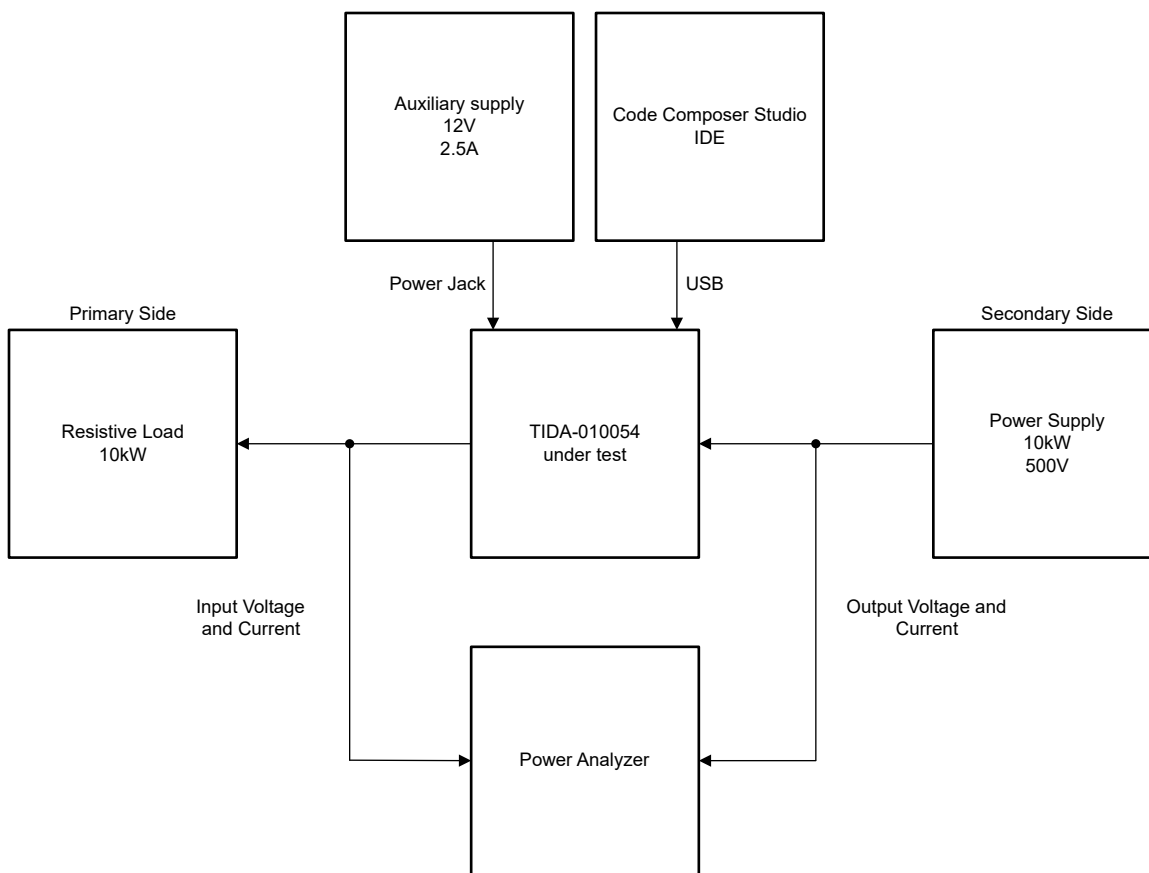 Auxiliary supply
12V
2.5A
Code Composer Studio
IDE
Power Jack
USB
Primary Side
Secondary Side
Resistive Load
10kW
TIDA-010054
under test
Power Supply
10kW
500V
Input Voltage
and Current
Output Voltage and
Current
Power Analyzer